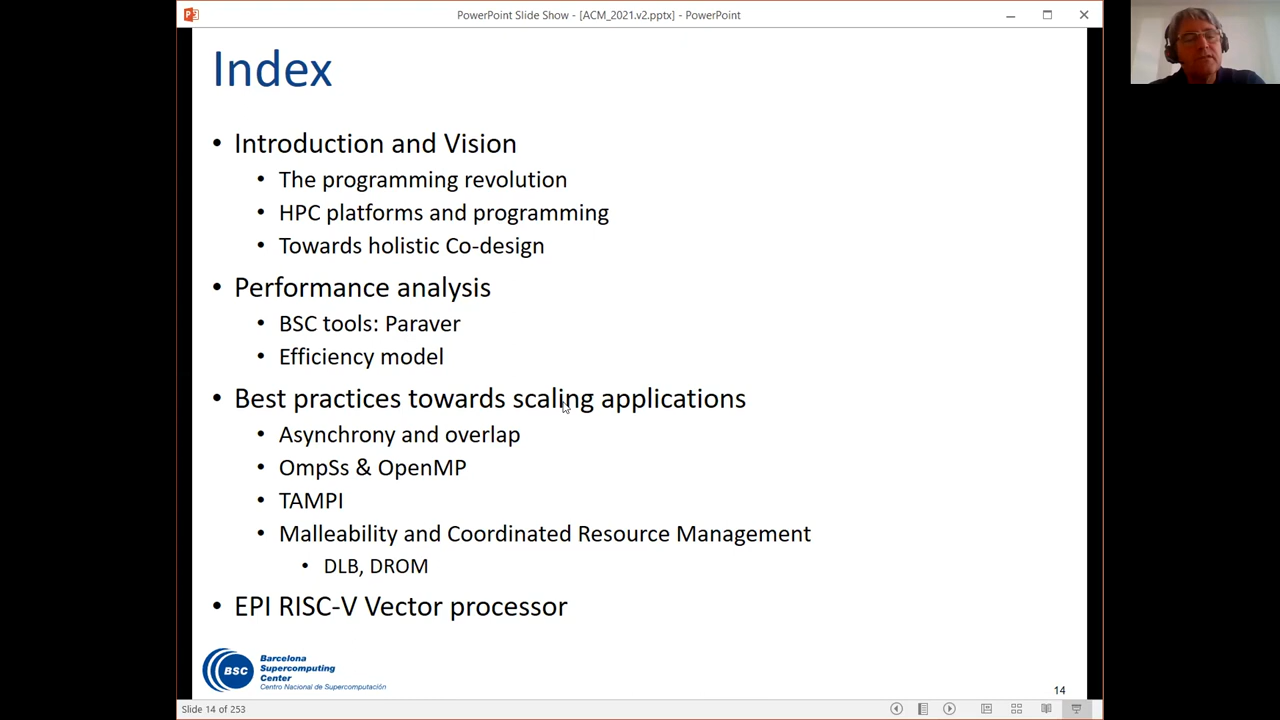 PowerPoint Slide Show - [ACM_2021.v2.pptx] - PowerPoint
Index
• Introduction and Vision
• The programming revolution
• HPC platforms and programming
• Towards holistic Co-design
• Performance analysis
• BSC tools: Paraver
• Efficiency model
• Best practices towards scaling applications
• Asynchrony and overlap
• OmpSs & OpenMP
• TAMPI
• Malleability and Coordinated Resource Management
• DLB, DROM
• EPI RISC-V Vector processor
BSC
Barcelona
Supercomputing
Center
Centro Nacional de Supercomputación
14
Slide 14 of 253